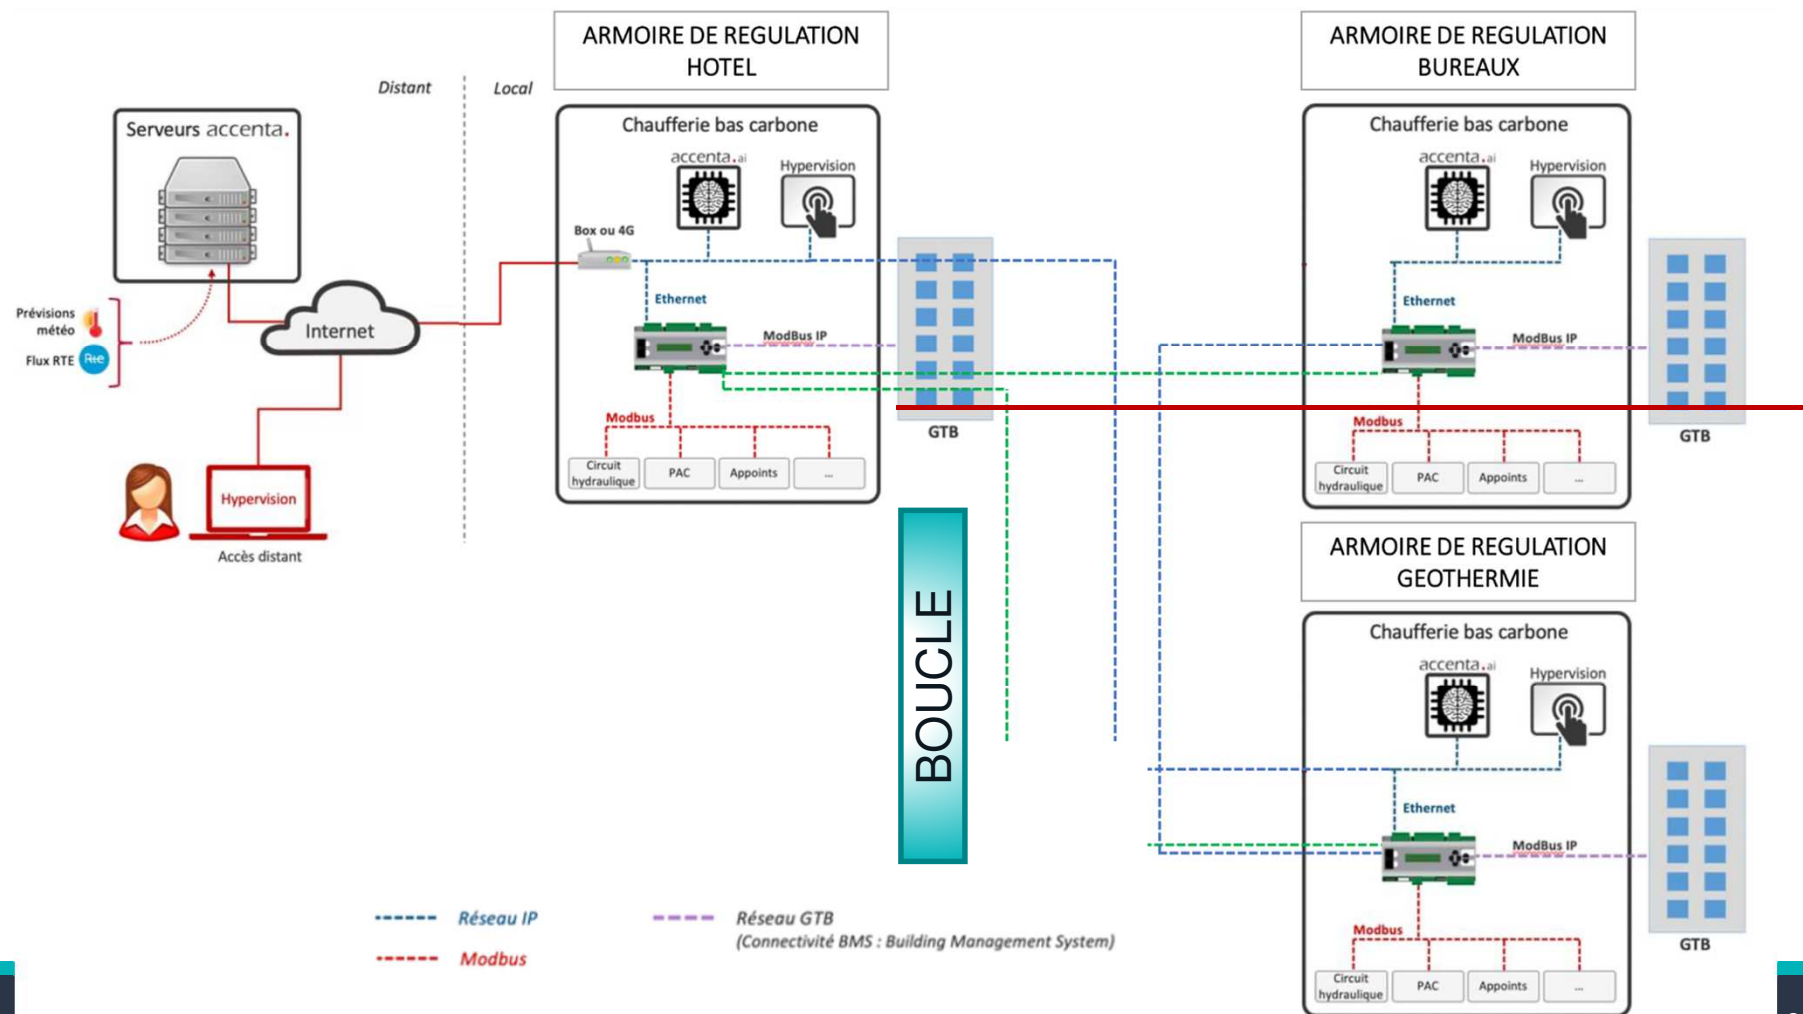 ARMOIRE DE REGULATION
HOTEL
ARMOIRE DE REGULATION
BUREAUX
Distant
Local
Serveurs accenta.
Chaufferie bas carbone
accenta.ai
Hypervision
Box ou 4G
Ethernet
ModBus IP
Modbus
Circuit
hydraulique
PAC
Appoints
...
GTB
Prévisions
météo
Flux RTE
Rte
Internet
Hypervision
Accès distant
Chaufferie bas carbone
accenta.ai
Hypervision
Ethernet
ModBus IP
Modbus
Circuit
hydraulique
PAC
Appoints
...
GTB
BOUCLE
ARMOIRE DE REGULATION
GEOTHERMIE
Chaufferie bas carbone
accenta.ai
Hypervision
Ethernet
ModBus IP
Modbus
Circuit
hydraulique
PAC
Appoints
...
GTB
Réseau IP
Modbus
Réseau GTB
(Connectivité BMS : Building Management System)